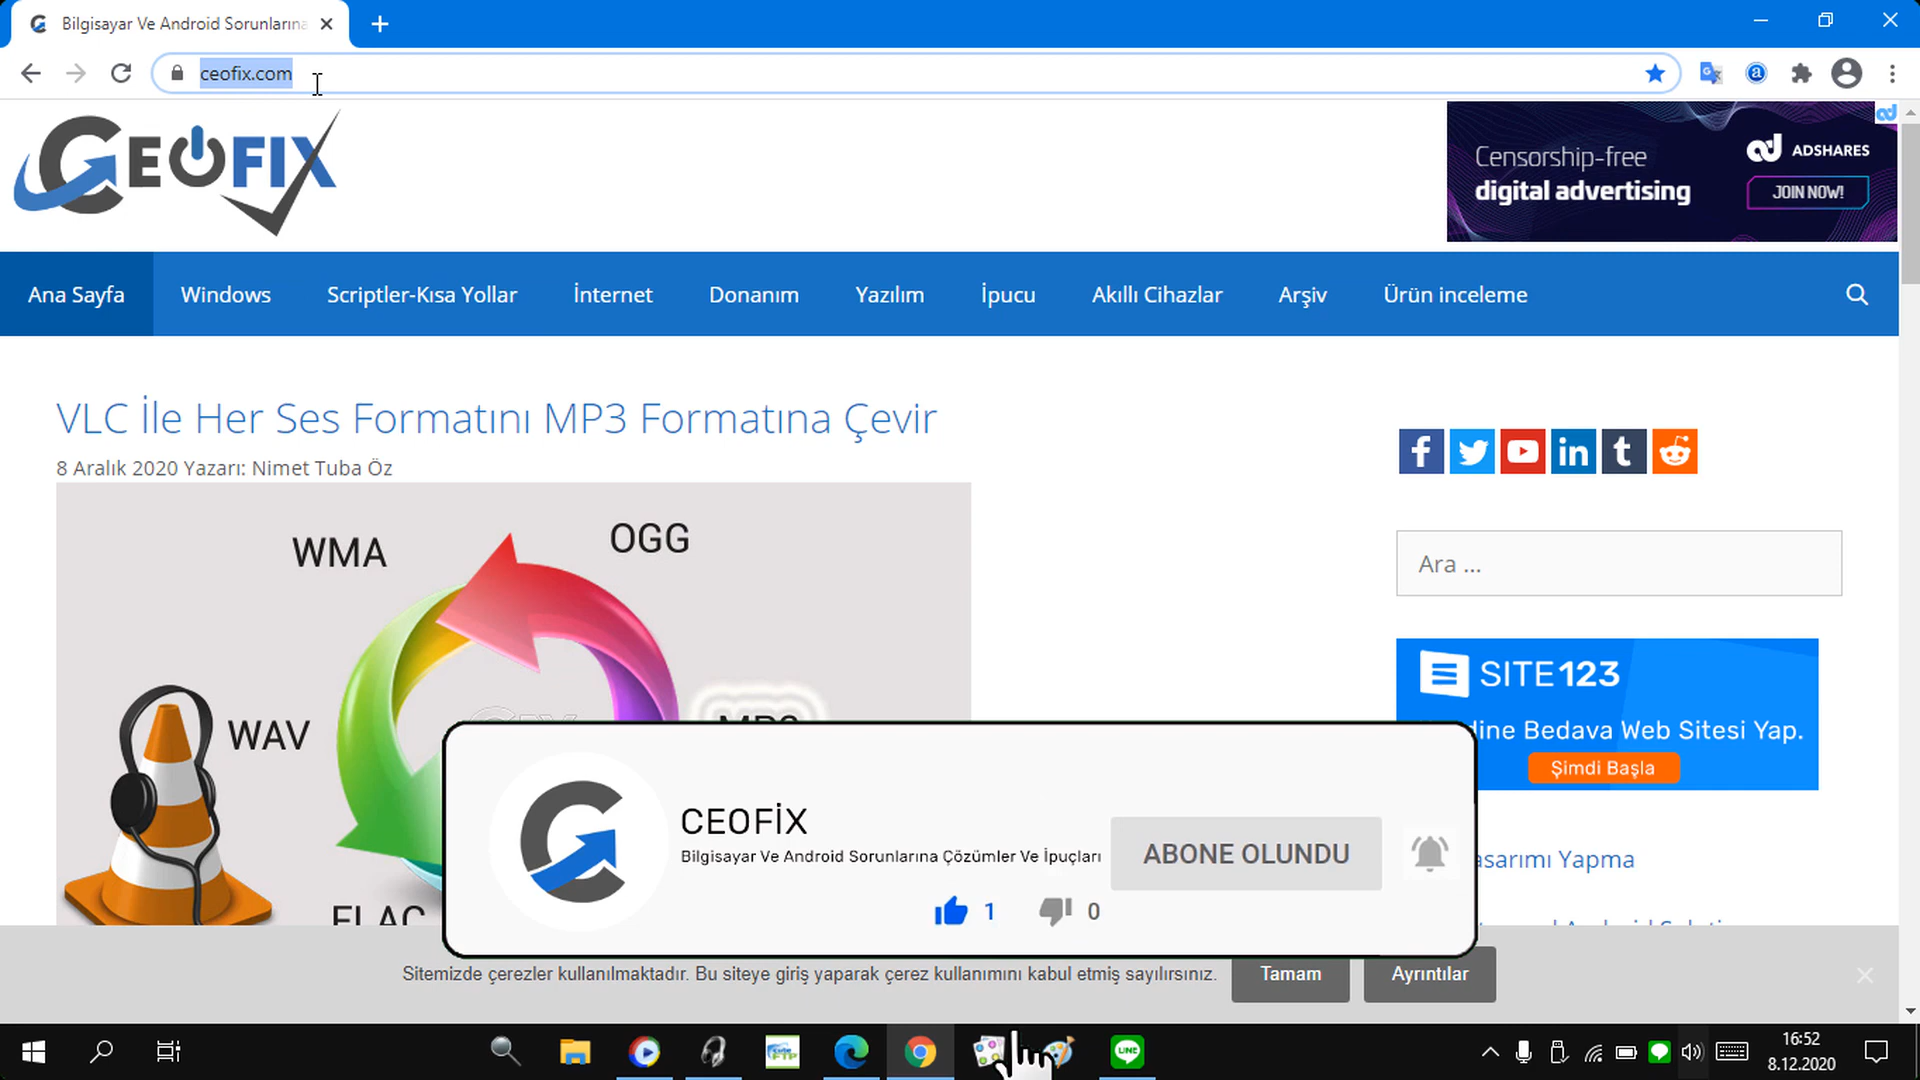 Bilgisayar Ve Android Sorunlarına
ceofix.com
CEOFIX
Censorship-free
digital advertising
ad ADSHARES
JOIN NOW!
Ana Sayfa
Windows
Scriptler-Kısa Yollar
İnternet
Donanım
Yazılım
İpucu
Akıllı Cihazlar
Arşiv
Ürün inceleme
VLC İle Her Ses Formatını MP3 Formatına Çevir
8 Aralık 2020 Yazarı: Nimet Tuba Öz
WMA
OGG
WAV
MP3
FLAC
Ara ...
SITE123
dine Bedava Web Sitesi Yap.
Şimdi Başla
asarımı Yapma
CEOFİX
Bilgisayar Ve Android Sorunlarına Çözümler Ve İpuçları
ABONE OLUNDU
1
0
Sitemizde çerezler kullanılmaktadır. Bu siteye giriş yaparak çerez kullanımını kabul etmiş sayılırsınız.
Tamam
Ayrıntılar
LINE
16:52
8.12.2020